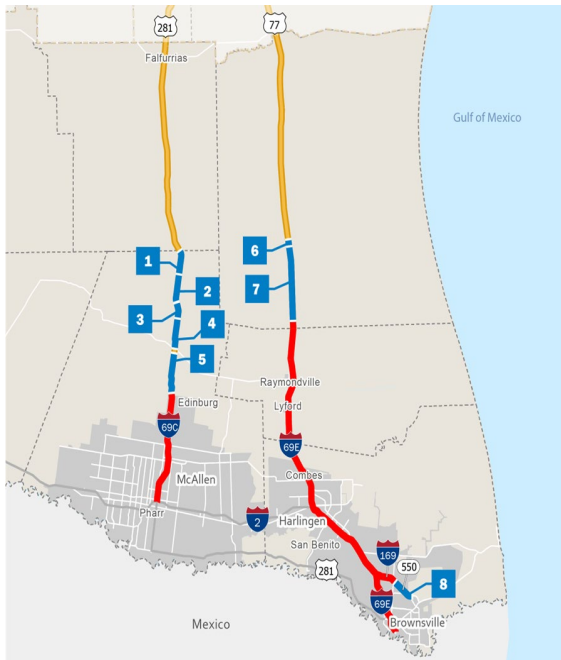 281
77
Falfurrias
Gulf of Mexico
6
1
2
7
3
4
5
Raymondville
Edinburg
Lyford
69C
69E
McAllen
Combes
Pharr
2
Harlingen
San Benito
169
281
550
8
69E
Brownsville
Mexico